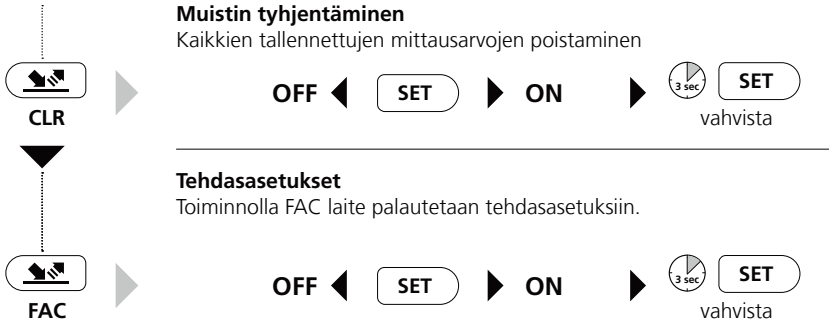 Muistin tyhjentäminen
Kaikkien tallennettujen mittausarvojen poistaminen
OFF SET ON 3 sec SET
CLR
vahvista
Tehdasasetukset
Toiminnolla FAC laite palautetaan tehdasasetuksiin.
OFF SET ON 3 sec SET
FAC
vahvista